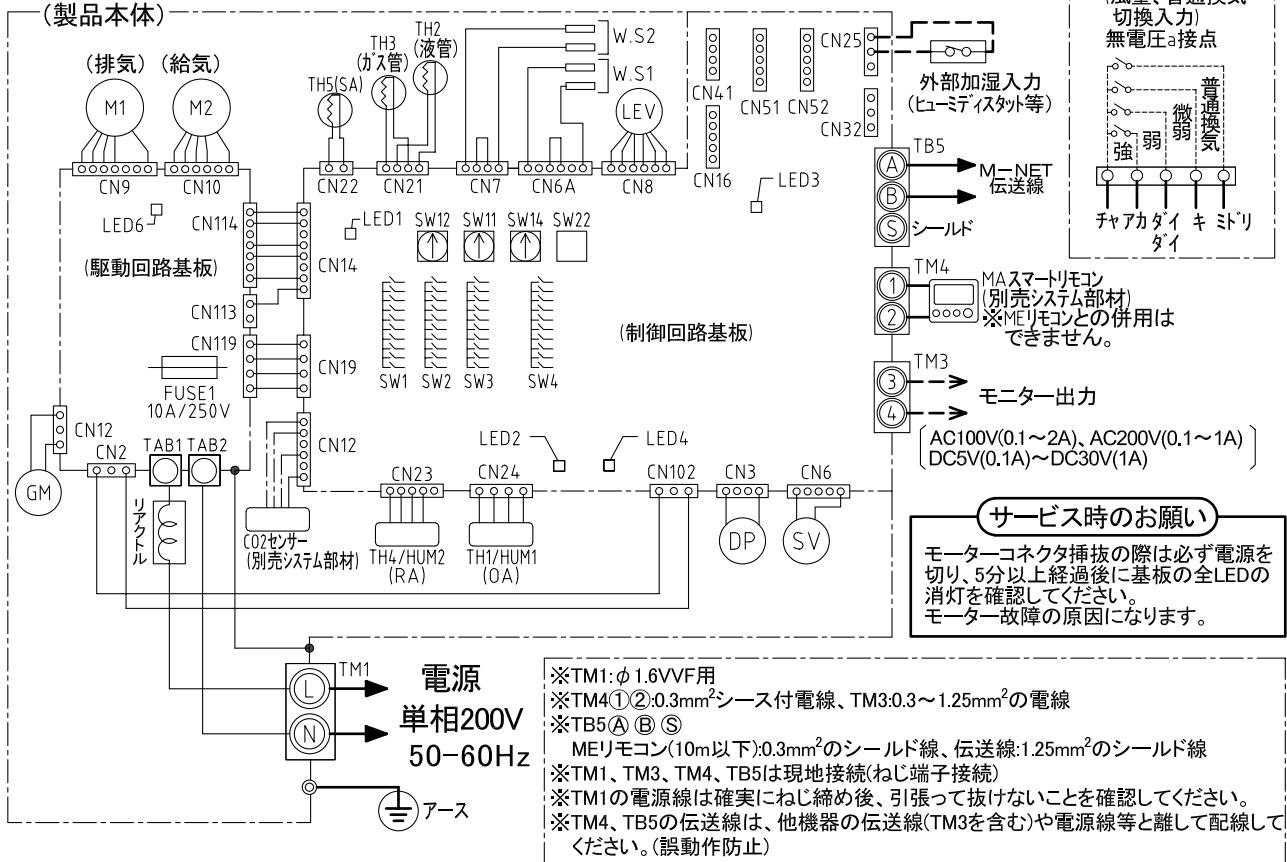 (製品本体)
(風量、普通換気
切換入力)
無電圧a接点
強
弱
微弱
普通換気
チャ アカ ダイダイ キ ミドリ
(排気) (給気)
M1
M2
CN9
CN10
LED6
(駆動回路基板)
CN114
CN113
CN119
FUSE1
10A/250V
CN12
CN2
TAB1 TAB2
GM
リアクトル
TH5(SA)
TH3
(ガス管)
TH2
(液管)
W.S2
W.S1
LEV
CN22
CN21
CN7
CN6A
CN8
CN14
LED1
SW12
SW11
SW14
SW22
CN19
SW1
SW2
SW3
SW4
(制御回路基板)
CN12
CO2センサー
(別売システム部材)
CN23
TH4/HUM2
(RA)
CN24
TH1/HUM1
(OA)
LED2
LED4
CN102
CN3
DP
CN6
SV
CN41
CN51
CN52
CN25
CN32
CN16
LED3
外部加湿入力
(ヒューミディスタット等)
TB5
A
B
S
M-NET
伝送線
シールド
TM4
1
2
MAスマートリモコン
(別売システム部材)
※MEリモコンとの併用は
できません。
TM3
3
4
モニター出力
AC100V(0.1~2A)、AC200V(0.1~1A)
DC5V(0.1A)~DC30V(1A)
サービス時のお願い
モーターコネクタ挿抜の際は必ず電源を
切り、5分以上経過後に基板の全LEDの
消灯を確認してください。
モーター故障の原因になります。
TM1
L
N
電源
単相200V
50-60Hz
アース
※TM1:φ1.6VVF用
※TM4①②:0.3mm²シース付電線、TM3:0.3~1.25mm²の電線
※TB5Ⓐ Ⓑ Ⓢ
MEリモコン(10m以下):0.3mm²のシールド線、伝送線:1.25mm²のシールド線
※TM1、TM3、TM4、TB5は現地接続(ねじ端子接続)
※TM1の電源線は確実にねじ締め後、引張って抜けないことを確認してください。
※TM4、TB5の伝送線は、他機器の伝送線(TM3を含む)や電源線等と離して配線して
ください。(誤動作防止)